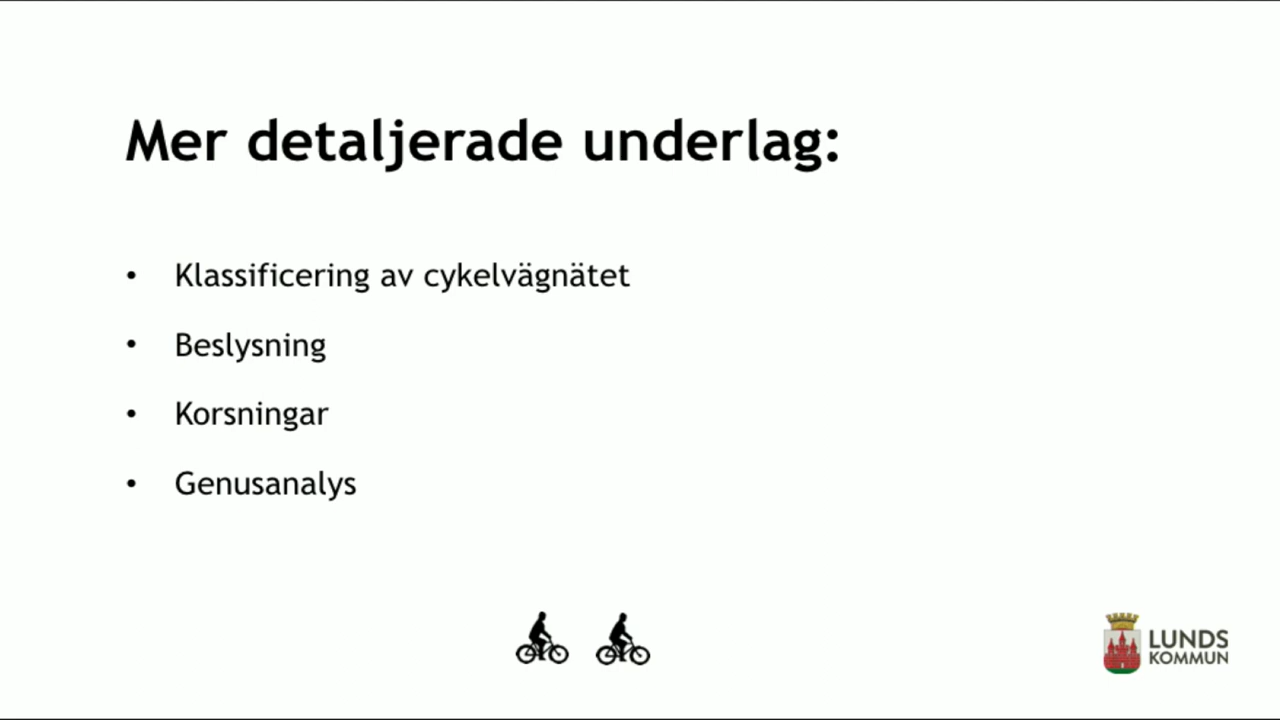 Mer detaljerade underlag:
• Klassificering av cykelvägnätet
• Beslysning
• Korsningar
• Genusanalys
LUNDS
KOMMUN